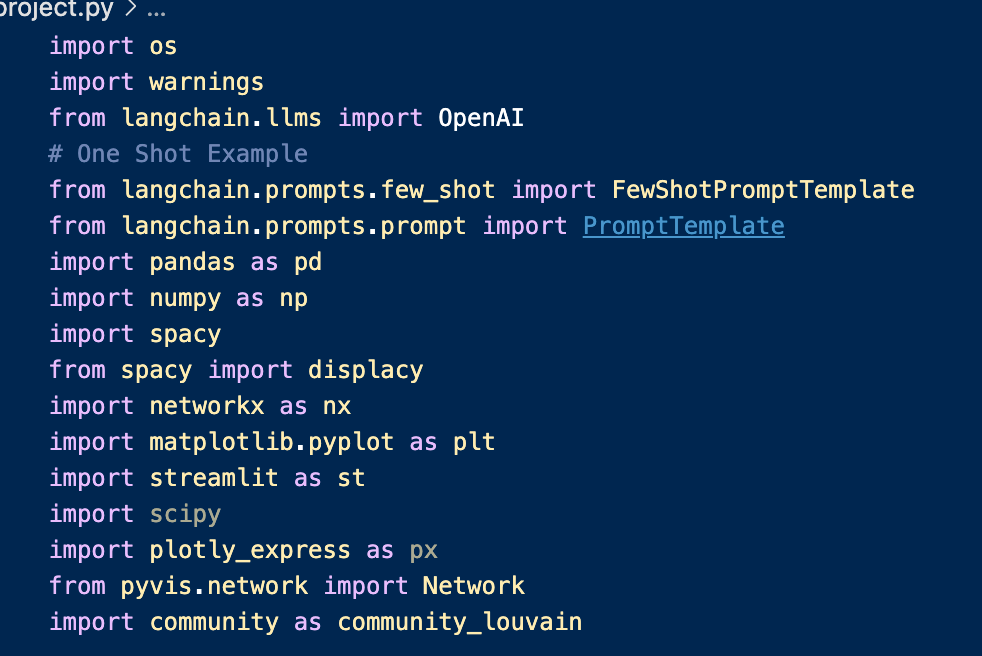 project.py > ...
import os
import warnings
from langchain.llms import OpenAI
# One Shot Example
from langchain.prompts.few_shot import FewShotPromptTemplate
from langchain.prompts.prompt import PromptTemplate
import pandas as pd
import numpy as np
import spacy
from spacy import displacy
import networkx as nx
import matplotlib.pyplot as plt
import streamlit as st
import scipy
import plotly_express as px
from pyvis.network import Network
import community as community_louvain